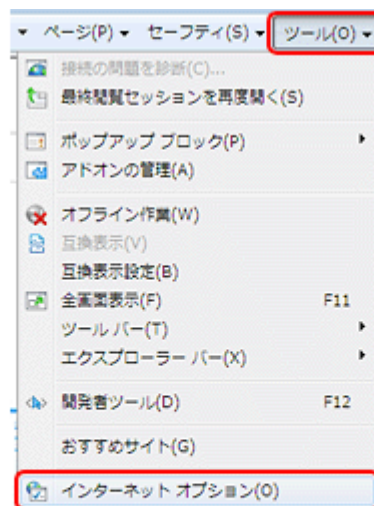 ページ(P) セーフティ(S) ツール(O)
接続の問題を診断(C)...
最終閲覧セッションを再度開く(S)
ポップアップ ブロック(P)
アドオンの管理(A)
オフライン作業(W)
互換表示(V)
互換表示設定(B)
全画面表示(F) F11
ツール バー(T)
エクスプローラー バー(X)
開発者ツール(D) F12
おすすめサイト(G)
インターネット オプション(O)